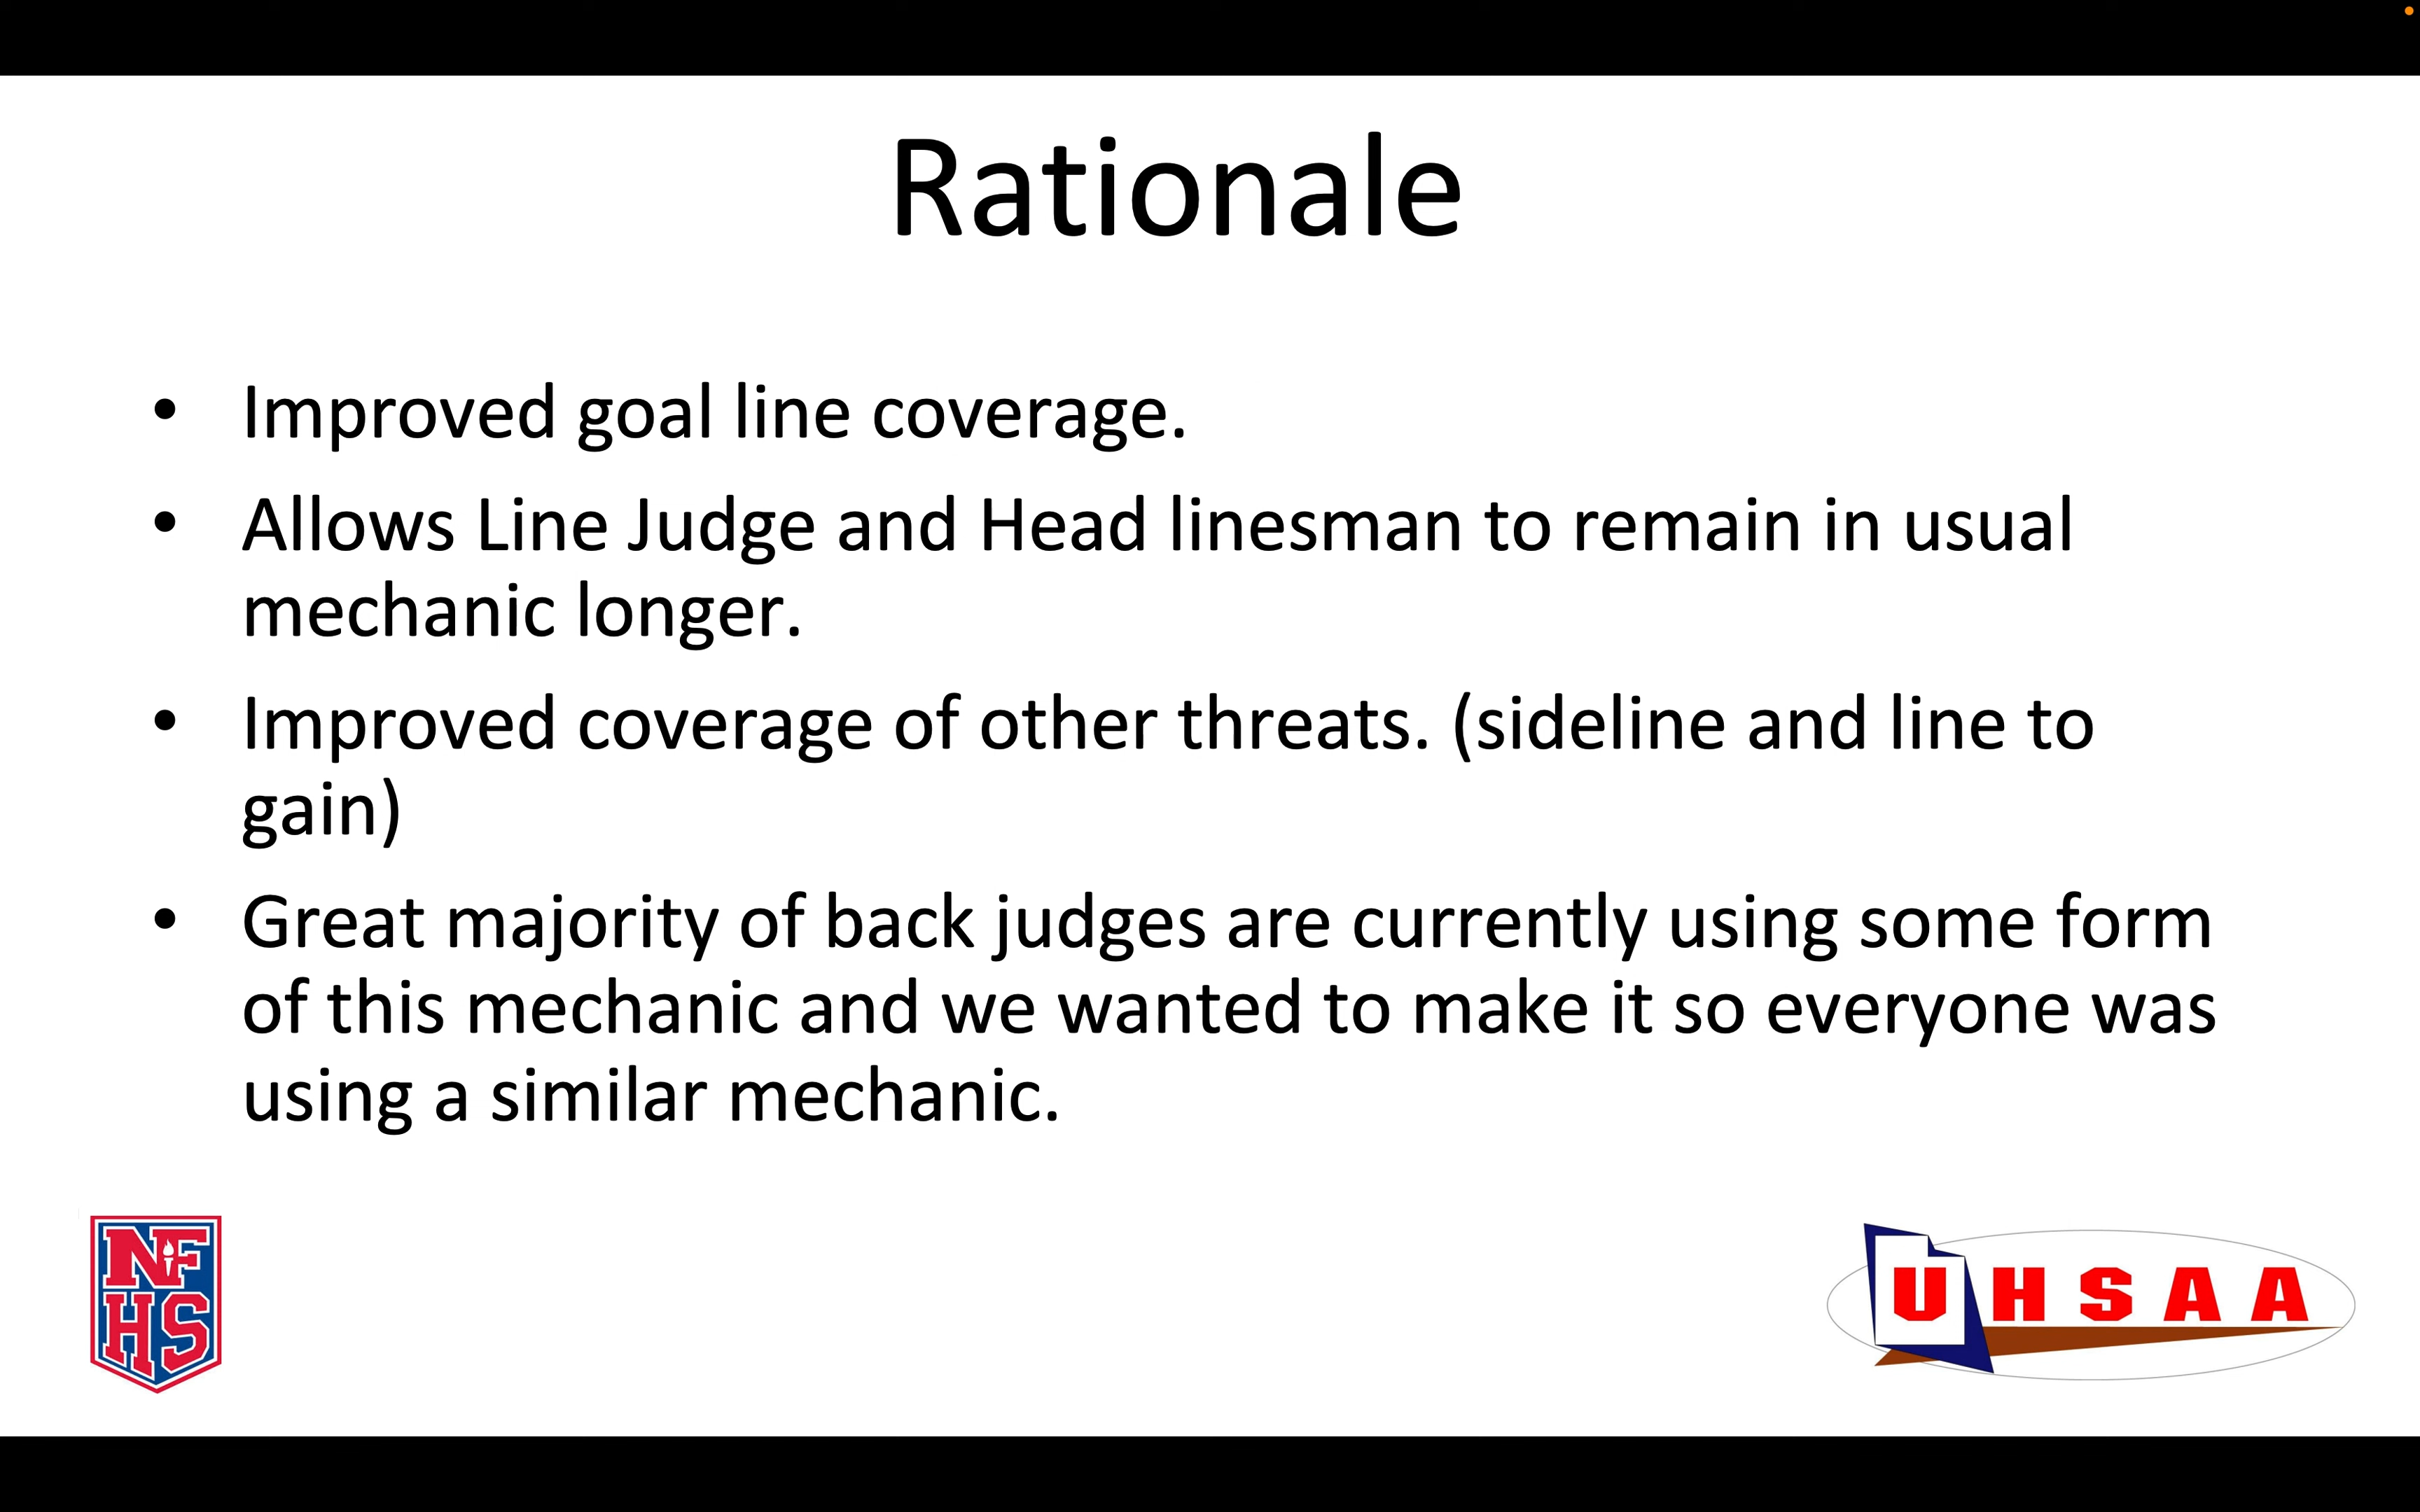 Rationale
• Improved goal line coverage.
• Allows Line Judge and Head linesman to remain in usual
mechanic longer.
• Improved coverage of other threats. (sideline and line to
gain)
• Great majority of back judges are currently using some form
of this mechanic and we wanted to make it so everyone was
using a similar mechanic.
NF
HS
UHSAA